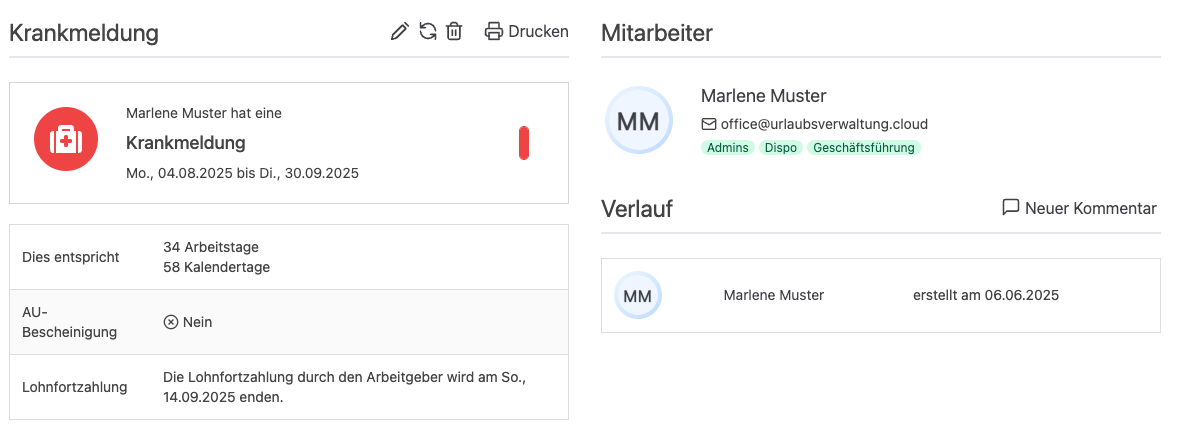 Krankmeldung
Drucken
Marlene Muster hat eine
Krankmeldung
Mo., 04.08.2025 bis Di., 30.09.2025
Dies entspricht
34 Arbeitstage
58 Kalendertage
AU-
Bescheinigung
Nein
Lohnfortzahlung
Die Lohnfortzahlung durch den Arbeitgeber wird am So.,
14.09.2025 enden.
Mitarbeiter
MM
Marlene Muster
office@urlaubsverwaltung.cloud
Admins Dispo Geschäftsführung
Verlauf
Neuer Kommentar
MM
Marlene Muster
erstellt am 06.06.2025